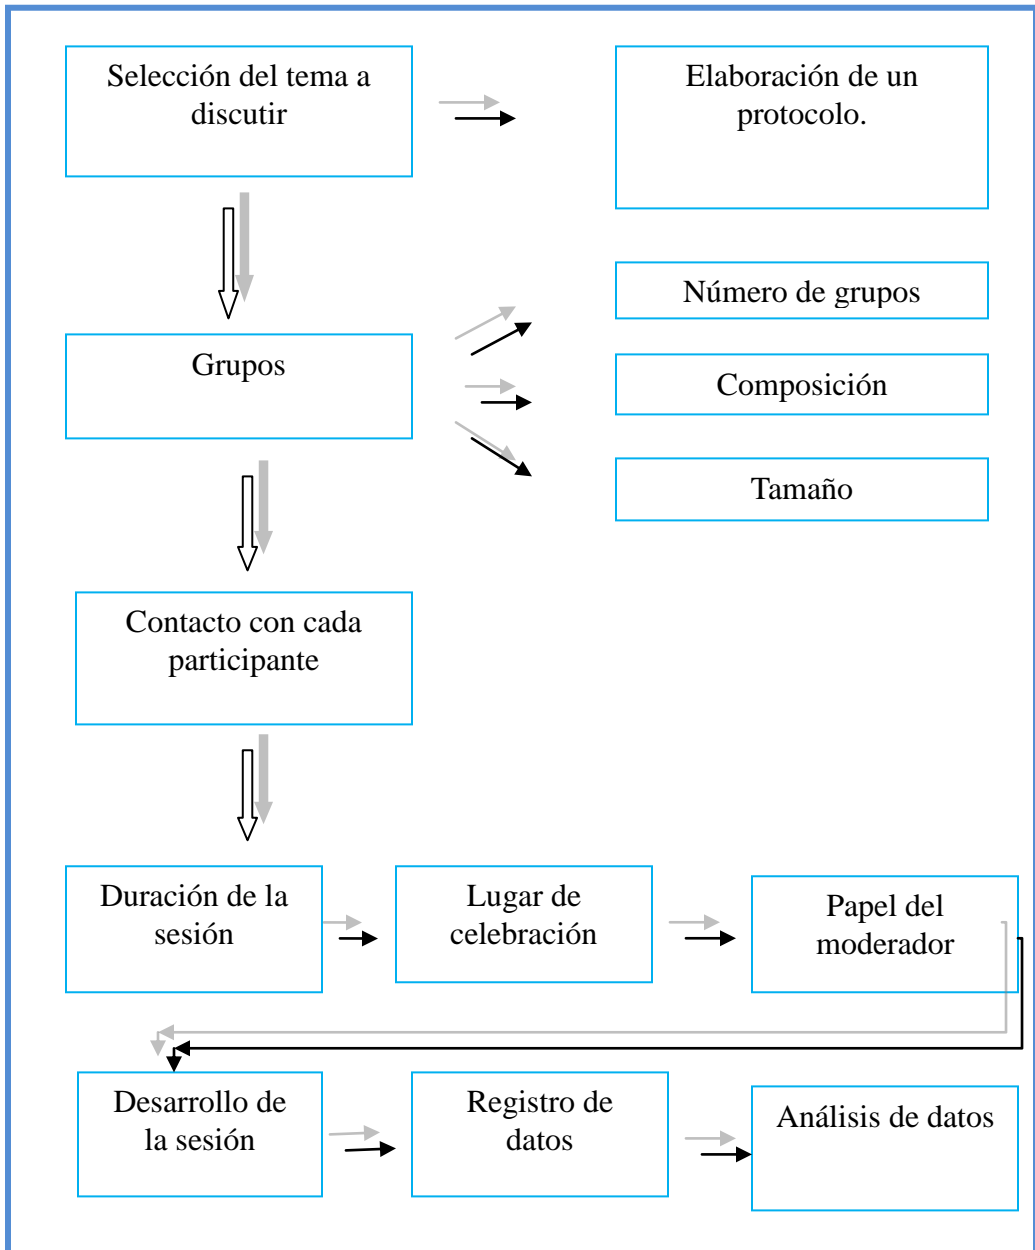 Selección del tema a
discutir
Elaboración de un
protocolo.
Grupos
Número de grupos
Composición
Tamaño
Contacto con cada
participante
Duración de la
sesión
Lugar de
celebración
Papel del
moderador
Desarrollo de
la sesión
Registro de
datos
Análisis de datos